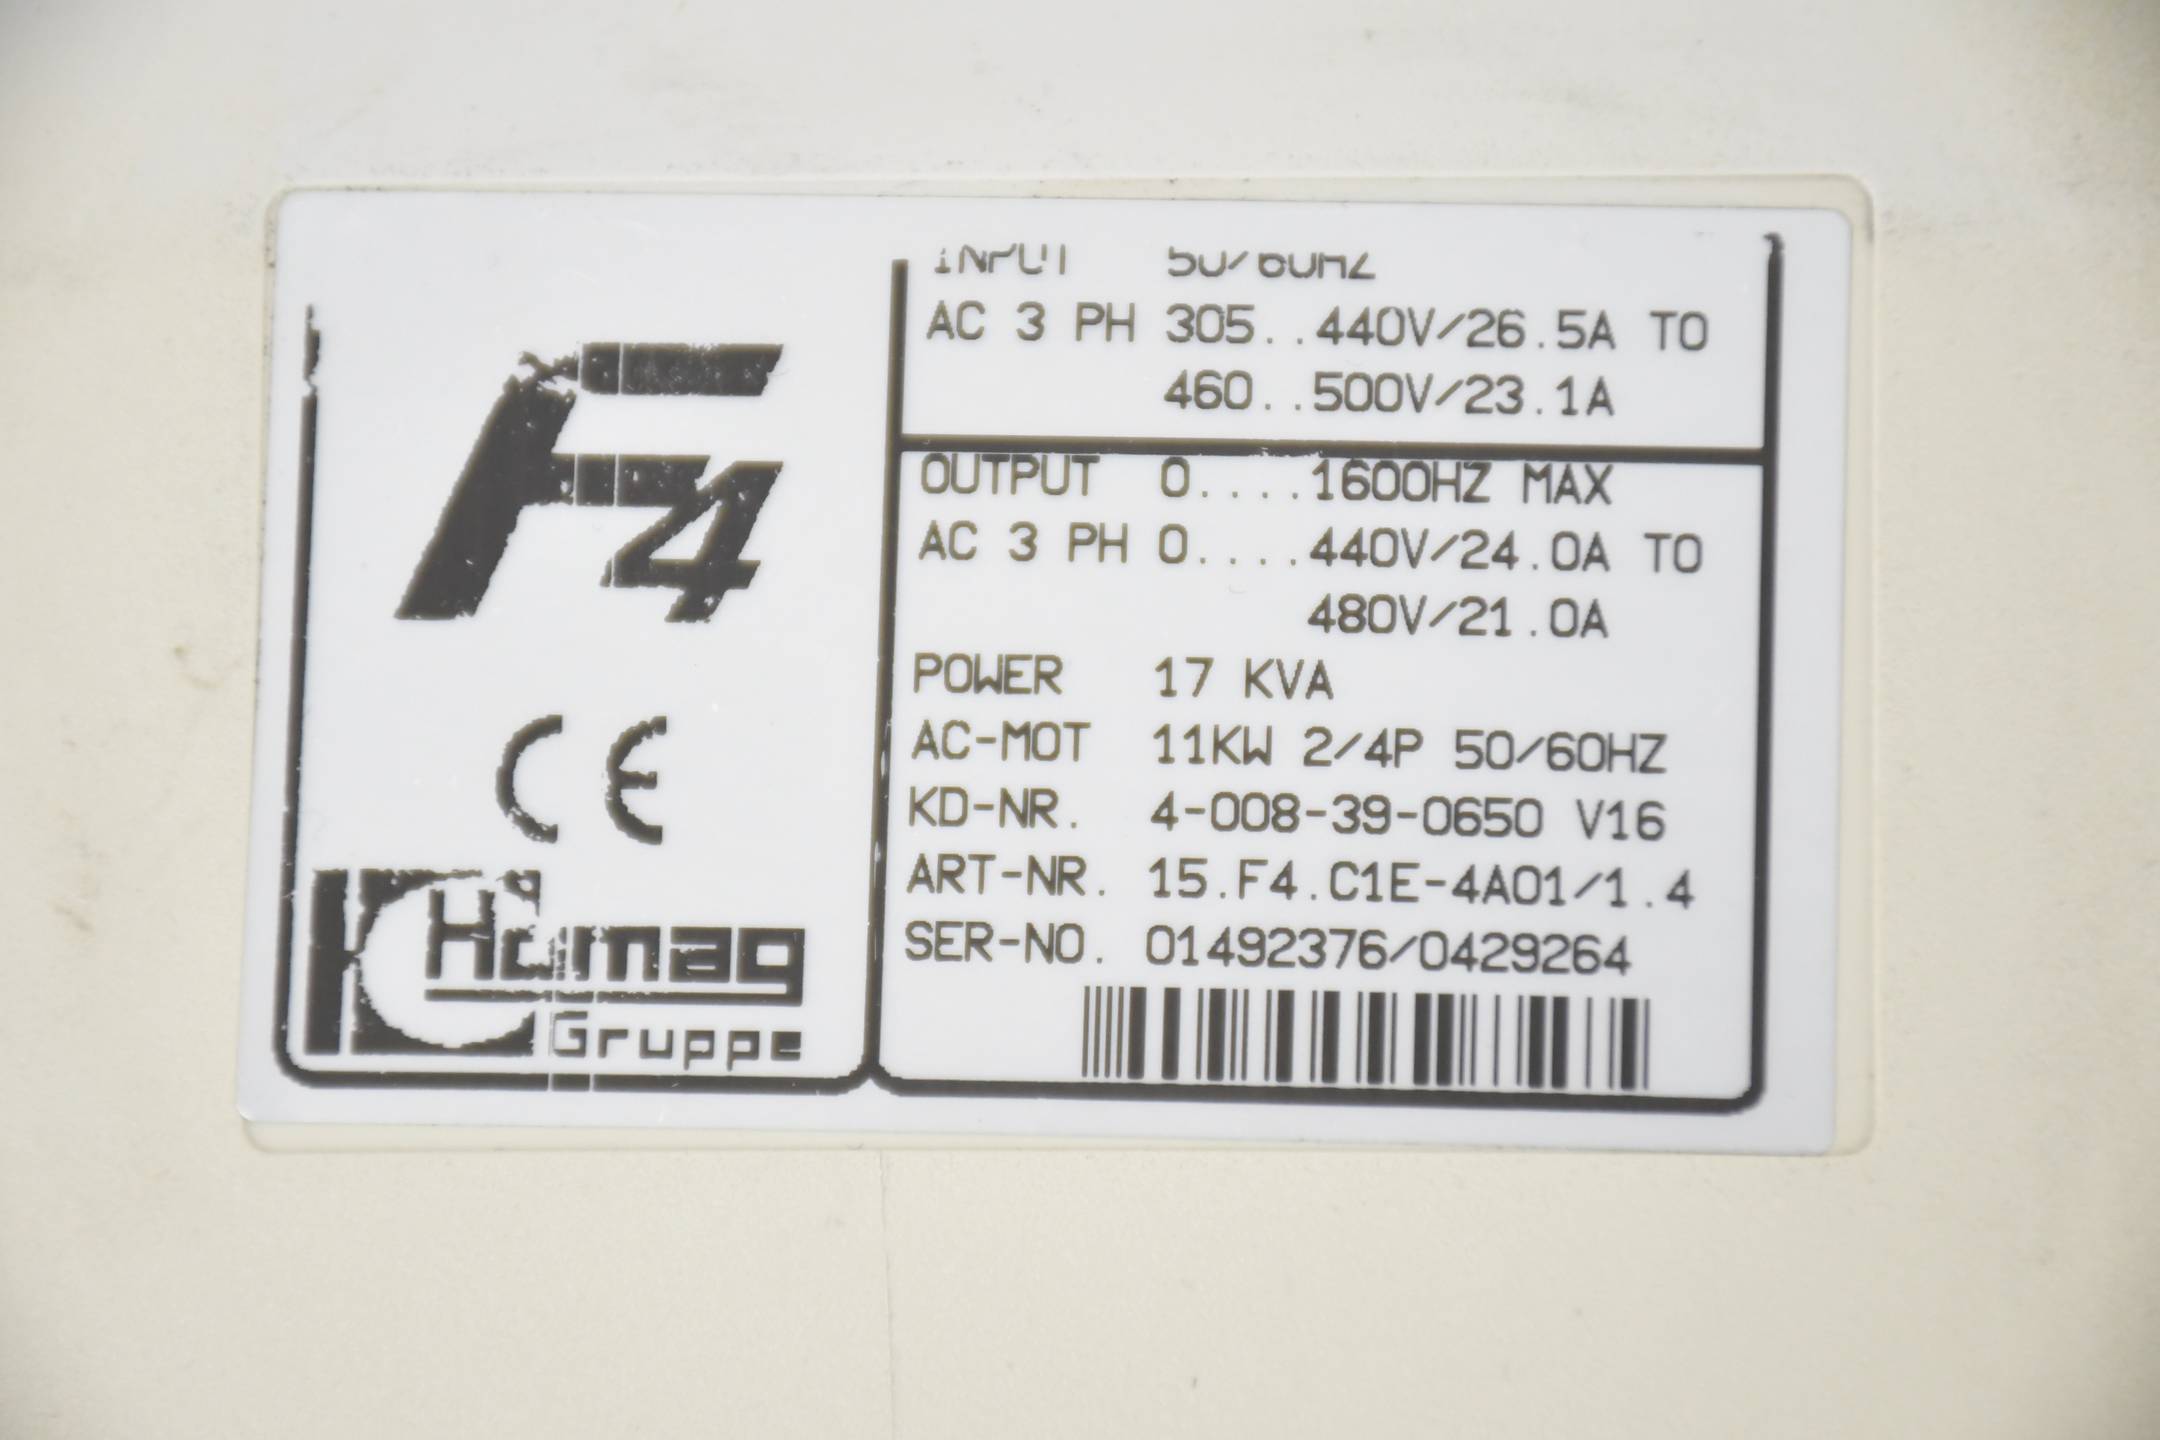 INPUT 50/60HZ
AC 3 PH 305..440V/26.5A TO
460..500V/23.1A
OUTPUT 0....1600HZ MAX
AC 3 PH 0....440V/24.0A TO
480V/21.0A
POWER 17 KVA
AC-MOT 11KW 2/4P 50/60HZ
KD-NR. 4-008-39-0650 V16
ART-NR. 15.F4.C1E-4A01/1.4
SER-NO. 01492376/0429264
F4
CE
Homag
Gruppe